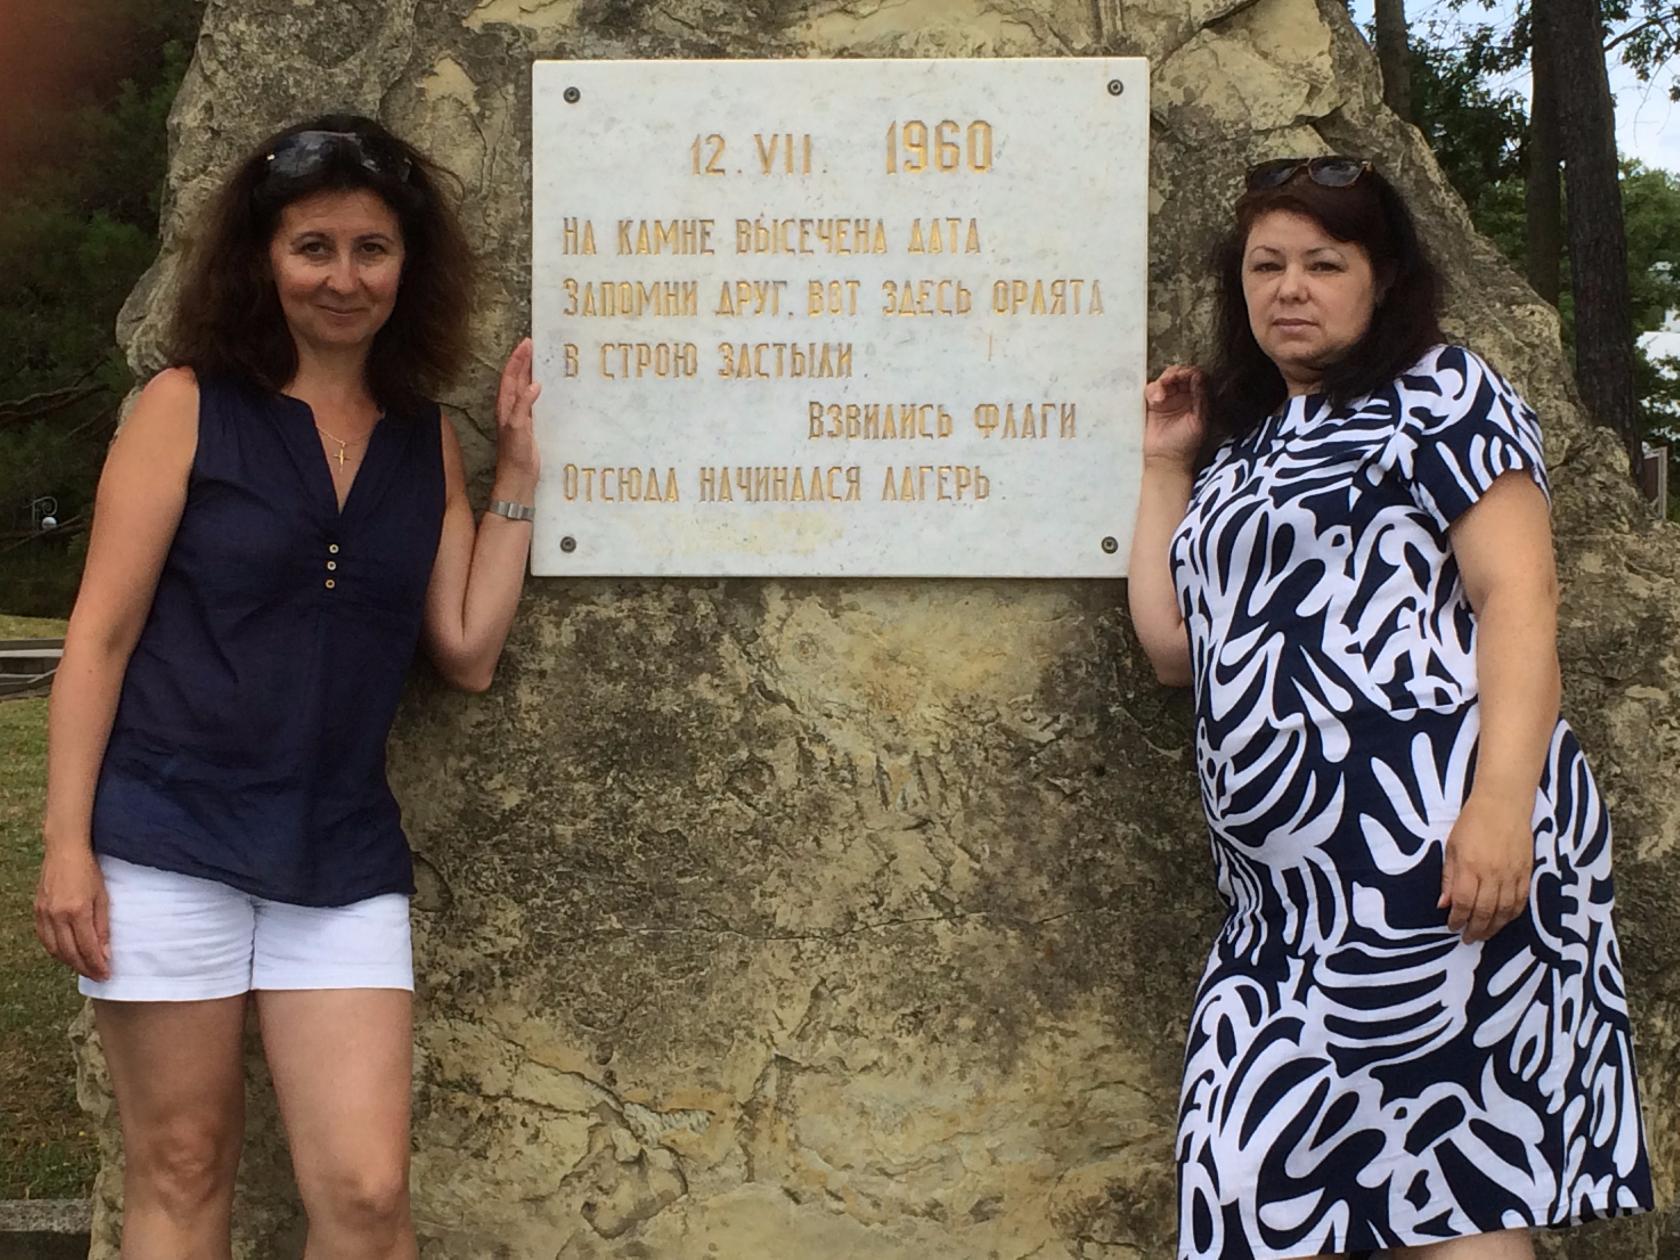 12.VII. 1960
НА КАМНЕ ВЫСЕЧЕНА ДАТА
ЗАПОМНИ ДРУГ, ВОТ ЗДЕСЬ ОРЛЯТА
В СТРОЮ ЗАСТЫЛИ
ВЗВИЛИСЬ ФЛАГИ
ОТСЮДА НАЧИНАЛСЯ ЛАГЕРЬ.